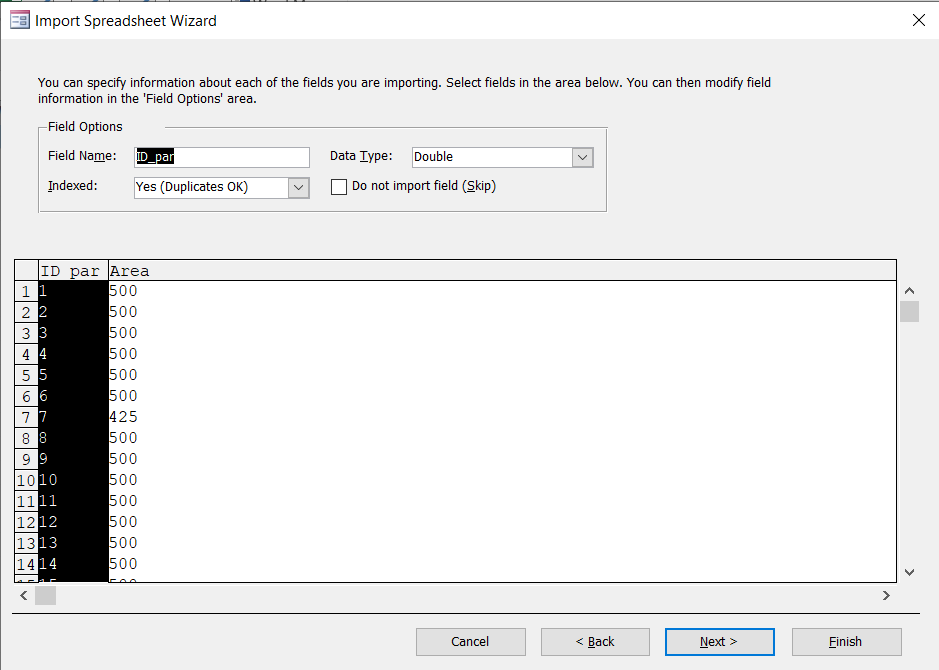 Import Spreadsheet Wizard
You can specify information about each of the fields you are importing. Select fields in the area below. You can then modify field
information in the 'Field Options' area.
Field Options
Field Name: ID_par Data Type: Double
Indexed: Yes (Duplicates OK) Do not import field (Skip)
ID par Area
1 1 500
2 2 500
3 3 500
4 4 500
5 5 500
6 6 500
7 7 425
8 8 500
9 9 500
10 10 500
11 11 500
12 12 500
13 13 500
14 14 500
Cancel < Back Next > Finish